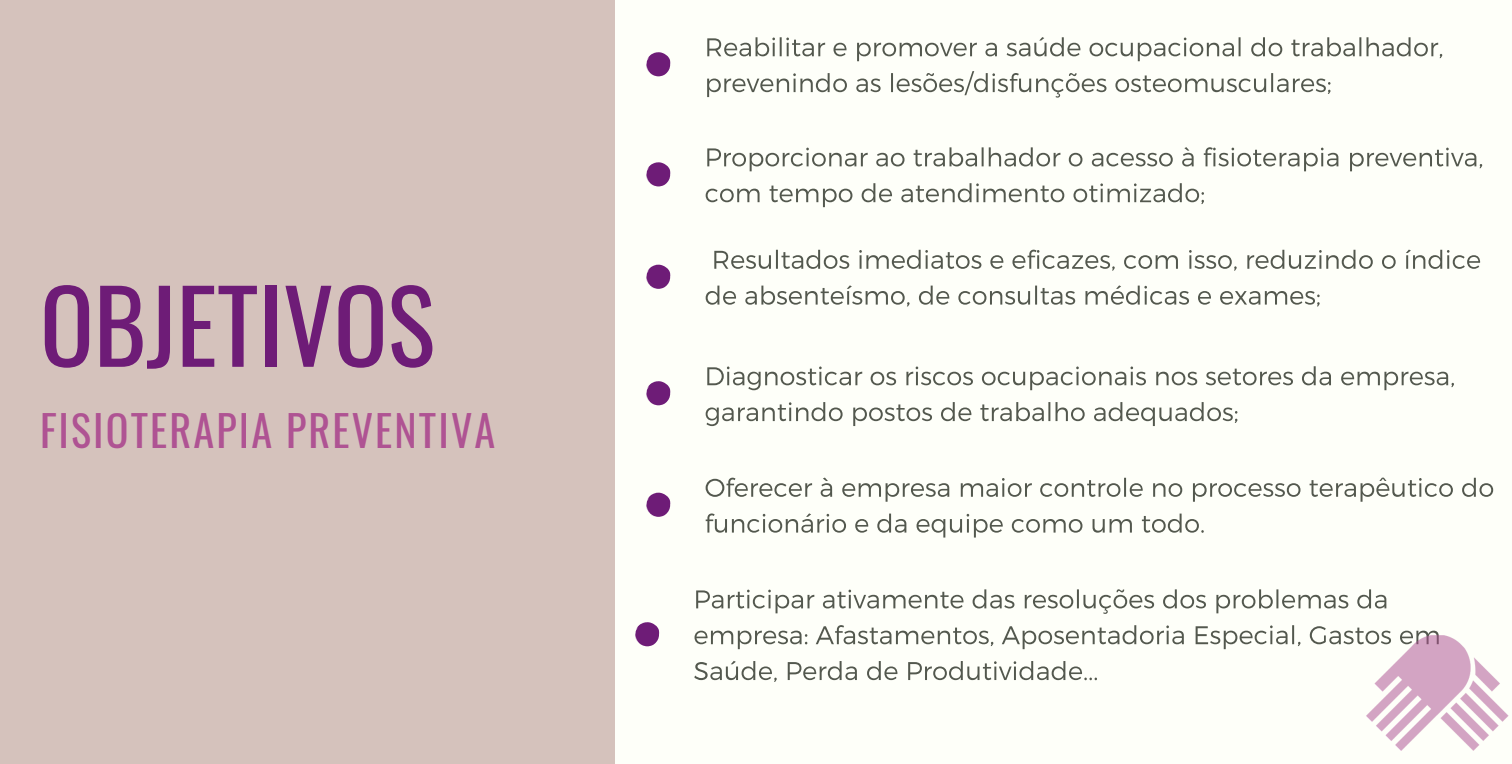 OBJETIVOS
FISIOTERAPIA PREVENTIVA
Reabilitar e promover a saúde ocupacional do trabalhador,
prevenindo as lesões/disfunções osteomusculares;
Proporcionar ao trabalhador o acesso à fisioterapia preventiva,
com tempo de atendimento otimizado;
Resultados imediatos e eficazes, com isso, reduzindo o índice
de absenteísmo, de consultas médicas e exames;
Diagnosticar os riscos ocupacionais nos setores da empresa,
garantindo postos de trabalho adequados;
Oferecer à empresa maior controle no processo terapêutico do
funcionário e da equipe como um todo.
Participar ativamente das resoluções dos problemas da
empresa: Afastamentos, Aposentadoria Especial, Gastos em
Saúde, Perda de Produtividade...